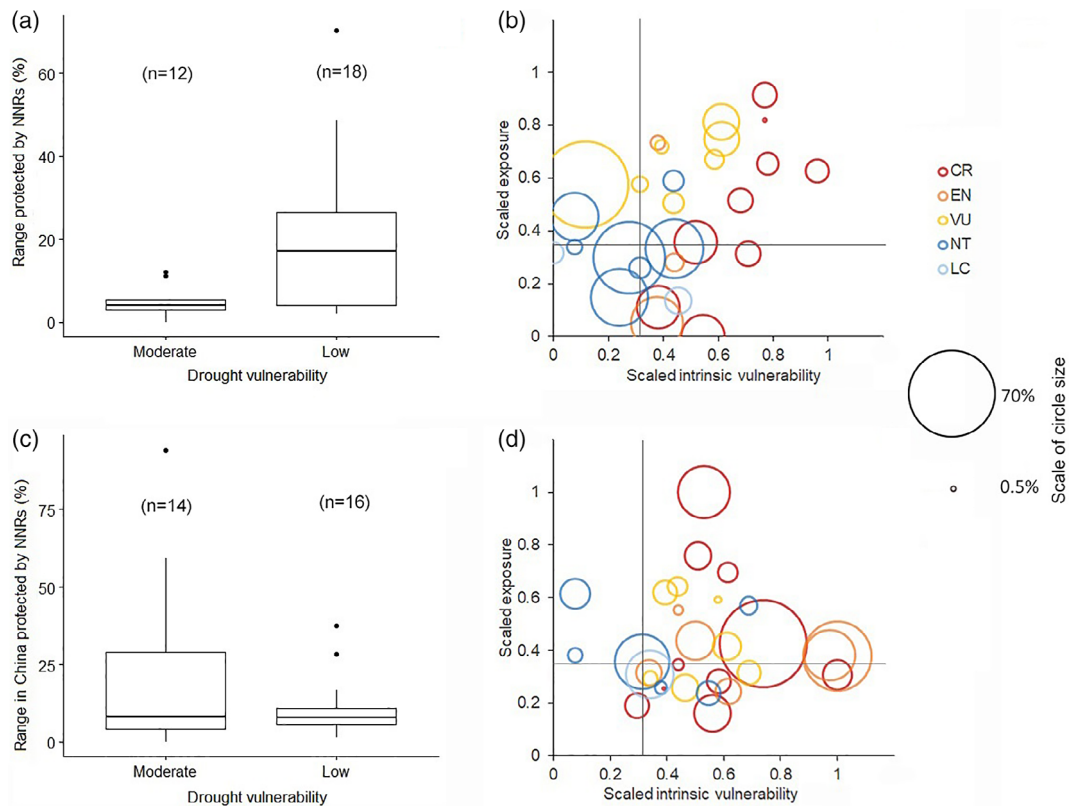 (a)
Range protected by NNRs (%)
60
40
20
0
(n=12)
(n=18)
Moderate
Low
Drought vulnerability
(b)
Scaled exposure
1
0.8
0.6
0.4
0.2
0
0
0.2
0.4
0.6
0.8
1
Scaled intrinsic vulnerability
CR
EN
VU
NT
LC
70%
0.5%
Scale of circle size
(c)
Range in China protected by NNRs (%)
75
50
25
0
(n=14)
(n=16)
Moderate
Low
Drought vulnerability
(d)
Scaled exposure
1
0.8
0.6
0.4
0.2
0
0
0.2
0.4
0.6
0.8
1
Scaled intrinsic vulnerability